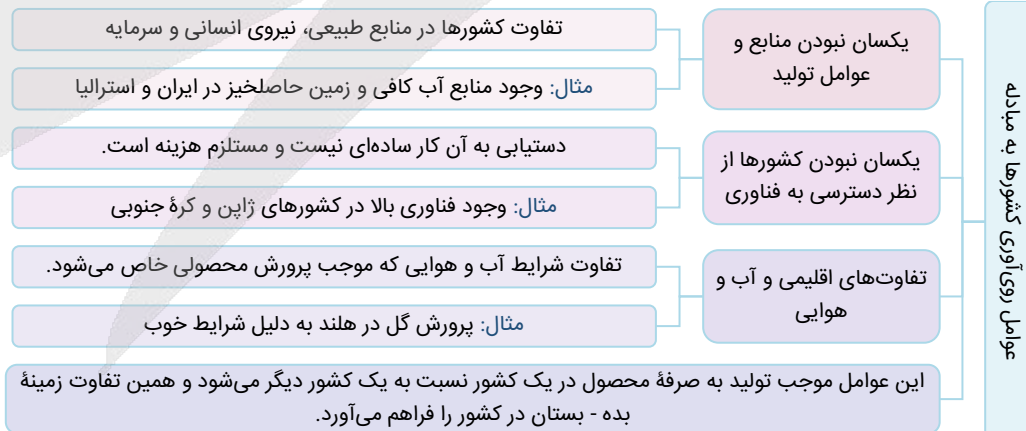 عوامل روی‌آوری کشورها به مبادله
یکسان نبودن منابع و
عوامل تولید
تفاوت کشورها در منابع طبیعی، نیروی انسانی و سرمایه
مثال: وجود منابع آب کافی و زمین حاصلخیز در ایران و استرالیا
یکسان نبودن کشورها از
نظر دسترسی به فناوری
دستیابی به آن کار ساده‌ای نیست و مستلزم هزینه است.
مثال: وجود فناوری بالا در کشورهای ژاپن و کرۀ جنوبی
تفاوت‌های اقلیمی و آب و
هوایی
تفاوت شرایط آب و هوایی که موجب پرورش محصولی خاص می‌شود.
مثال: پرورش گل در هلند به دلیل شرایط خوب
این عوامل موجب تولید به صرفۀ محصول در یک کشور نسبت به یک کشور دیگر می‌شود و همین تفاوت زمینۀ
بده - بستان در کشور را فراهم می‌آورد.